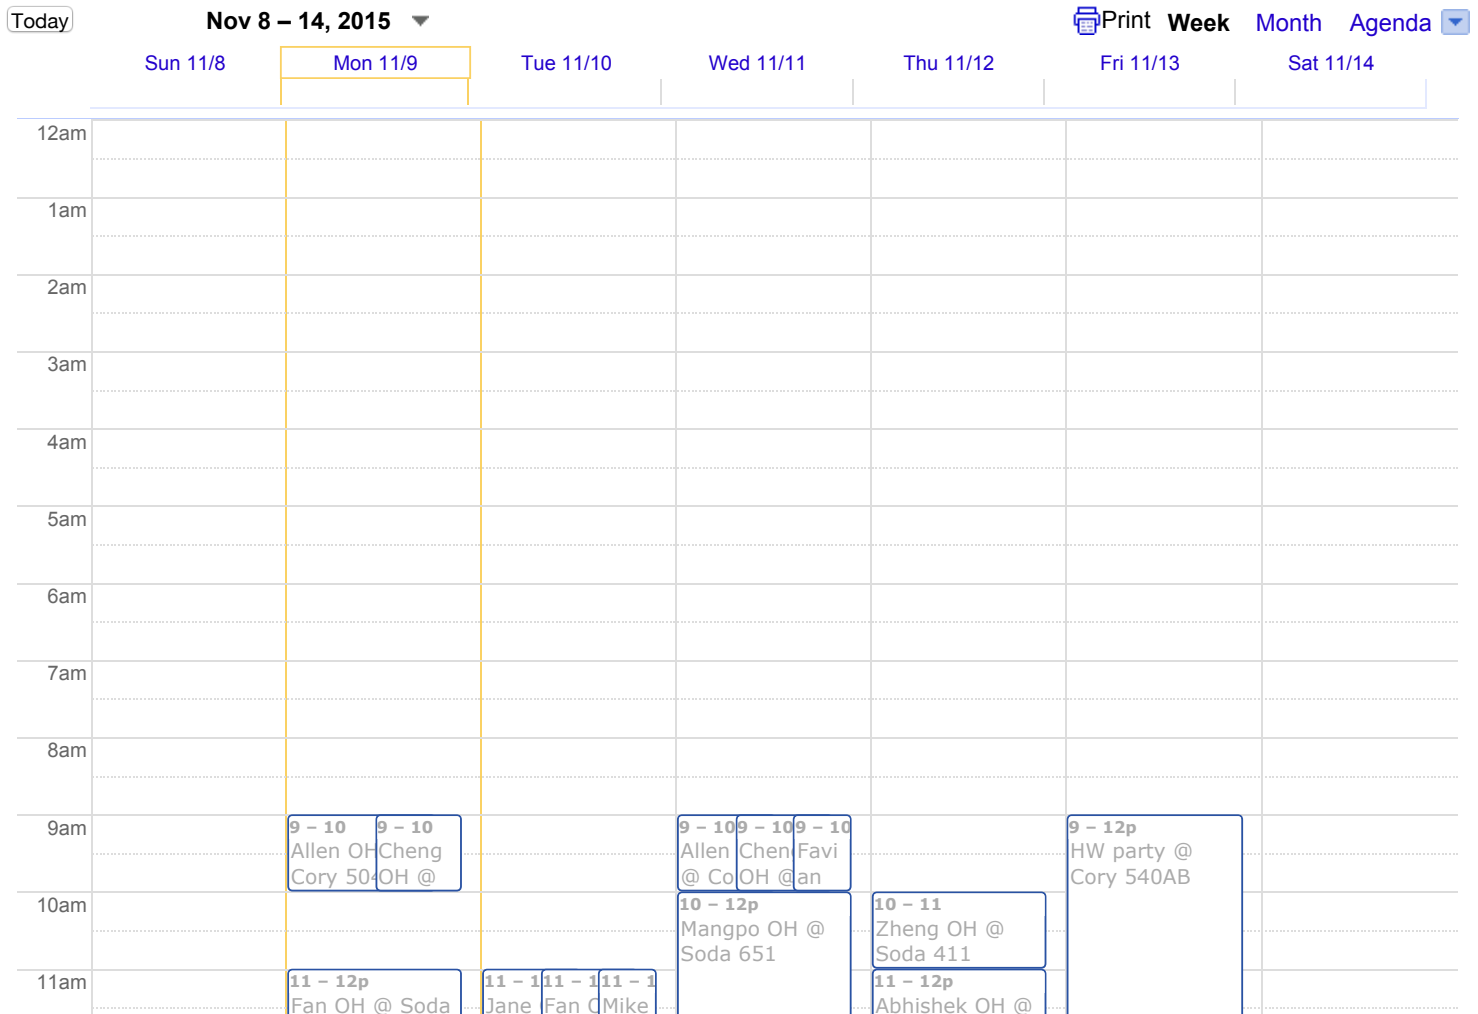 Today Nov 8 – 14, 2015 Print Week Month Agenda
Sun 11/8 Mon 11/9 Tue 11/10 Wed 11/11 Thu 11/12 Fri 11/13 Sat 11/14
12am
1am
2am
3am
4am
5am
6am
7am
8am
9am
9 – 10
Allen OH
Cory 504
9 – 10
Cheng
OH @
9 – 10
Allen
@ Co
9 – 10
Chen
OH @
9 – 10
Favi
an
9 – 12p
HW party @
Cory 540AB
10am
10 – 12p
Mangpo OH @
Soda 651
10 – 11
Zheng OH @
Soda 411
11am
11 – 12p
Fan OH @ Soda
11 – 1
Jane
11 – 1
Fan O
11 – 1
Mike
11 – 12p
Abhishek OH @